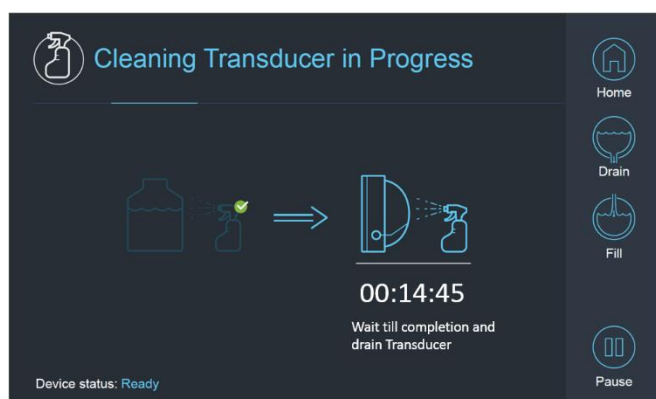 Cleaning Transducer in Progress
Home
Drain
Fill
00:14:45
Wait till completion and
drain Transducer
Device status: Ready
Pause